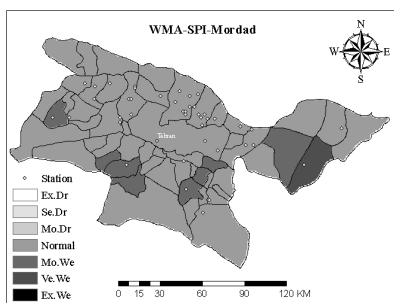 WMA-SPI-Mordad
N
W E
S
Tehran
Station
Ex.Dr
Se.Dr
Mo.Dr
Normal
Mo.We
Ve.We
Ex.We
0 15 30 60 90 120 KM